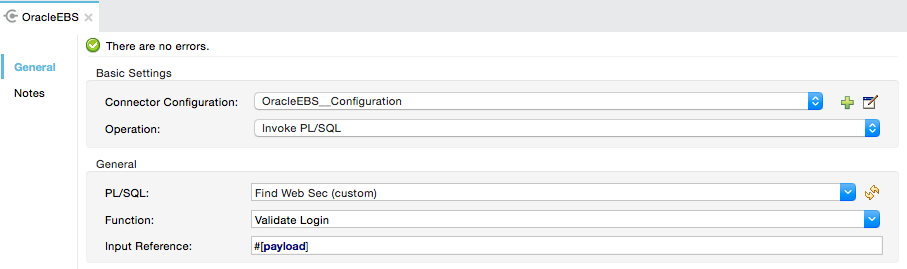 OracleEBS
There are no errors.
General
Notes
Basic Settings
Connector Configuration: OracleEBS__Configuration
Operation: Invoke PL/SQL
General
PL/SQL: Find Web Sec (custom)
Function: Validate Login
Input Reference: #[payload]